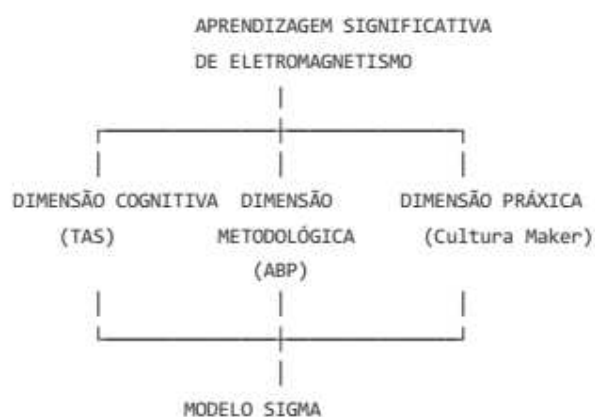 APRENDIZAGEM SIGNIFICATIVA
DE ELETROMAGNETISMO
DIMENSÃO COGNITIVA DIMENSÃO DIMENSÃO PRÁXICA
(TAS) METODOLÓGICA (Cultura Maker)
(ABP)
MODELO SIGMA